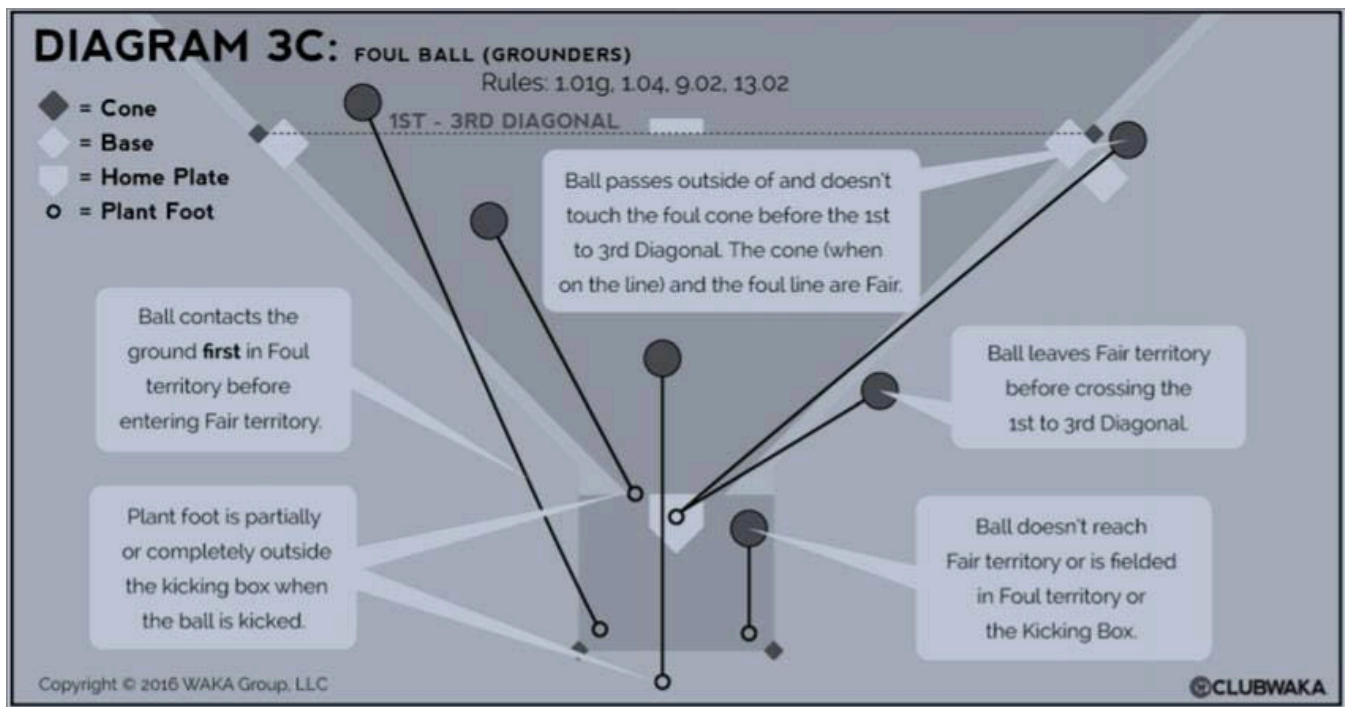 DIAGRAM 3C: FOUL BALL (GROUNDERS)
Rules: 1.01g, 1.04, 9.02, 13.02
= Cone
= Base
= Home Plate
= Plant Foot
1ST - 3RD DIAGONAL
Ball passes outside of and doesn't
touch the foul cone before the 1st
to 3rd Diagonal. The cone (when
on the line) and the foul line are Fair.
Ball contacts the
ground first in Foul
territory before
entering Fair territory.
Ball leaves Fair territory
before crossing the
1st to 3rd Diagonal.
Plant foot is partially
or completely outside
the kicking box when
the ball is kicked.
Ball doesn't reach
Fair territory or is fielded
in Foul territory or
the Kicking Box.
Copyright © 2016 WAKA Group, LLC
CLUBWAKA